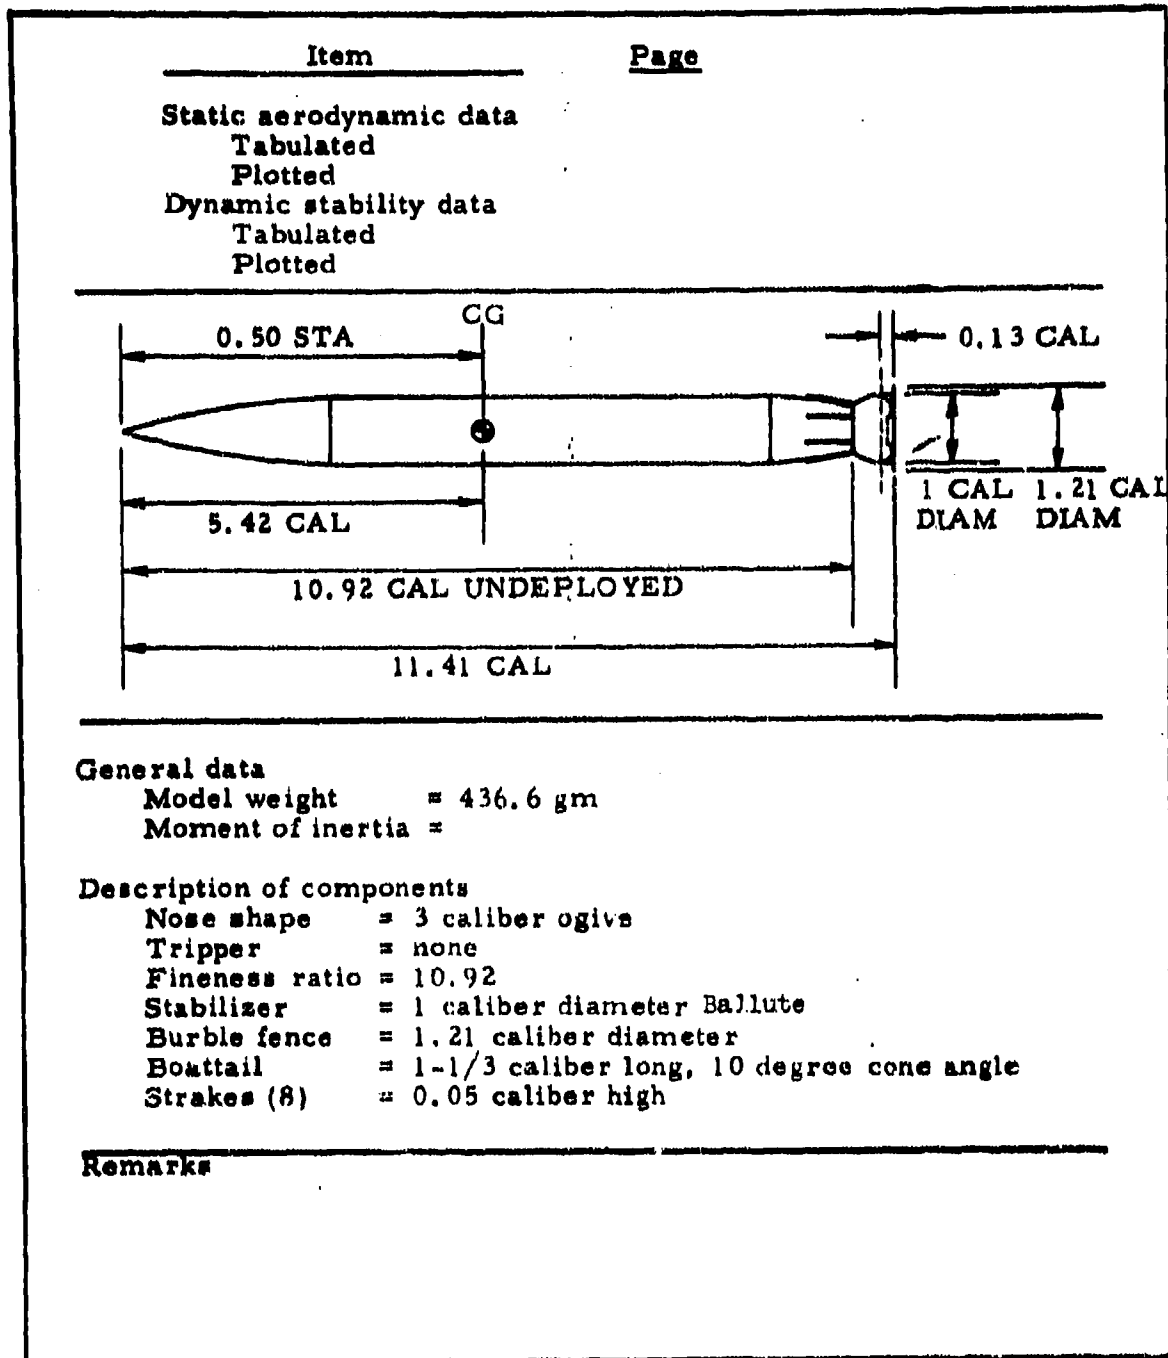 Item Page
Static aerodynamic data
Tabulated
Plotted
Dynamic stability data
Tabulated
Plotted
CG
0.50 STA
0.13 CAL
5.42 CAL
1 CAL DIAM
1.21 CAL DIAM
10.92 CAL UNDEPLOYED
11.41 CAL
General data
Model weight = 436.6 gm
Moment of inertia =
Description of components
Nose shape = 3 caliber ogive
Tripper = none
Fineness ratio = 10.92
Stabilizer = 1 caliber diameter Ballute
Burble fence = 1.21 caliber diameter
Boattail = 1-1/3 caliber long, 10 degree cone angle
Strakes (8) = 0.05 caliber high
Remarks